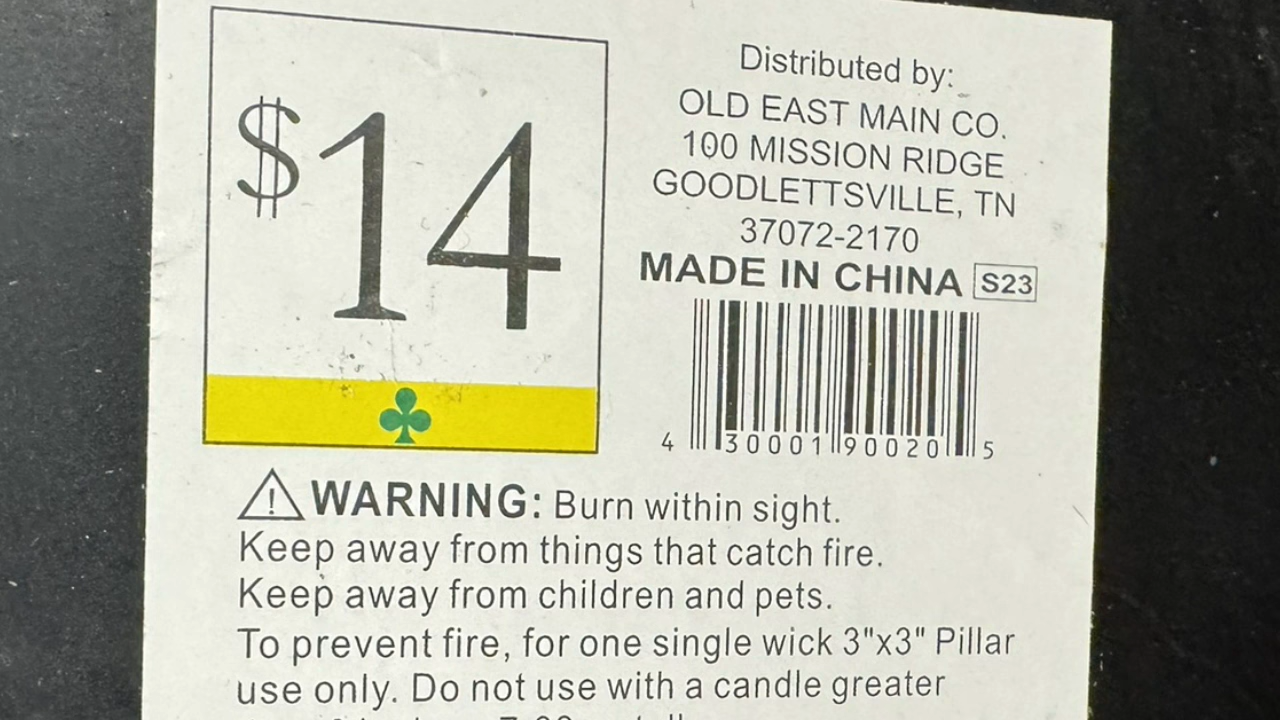 $14
Distributed by:
OLD EAST MAIN CO.
100 MISSION RIDGE
GOODLETTSVILLE, TN
37072-2170
MADE IN CHINA S23
4 30001 90020 5
WARNING: Burn within sight.
Keep away from things that catch fire.
Keep away from children and pets.
To prevent fire, for one single wick 3"x3" Pillar
use only. Do not use with a candle greater